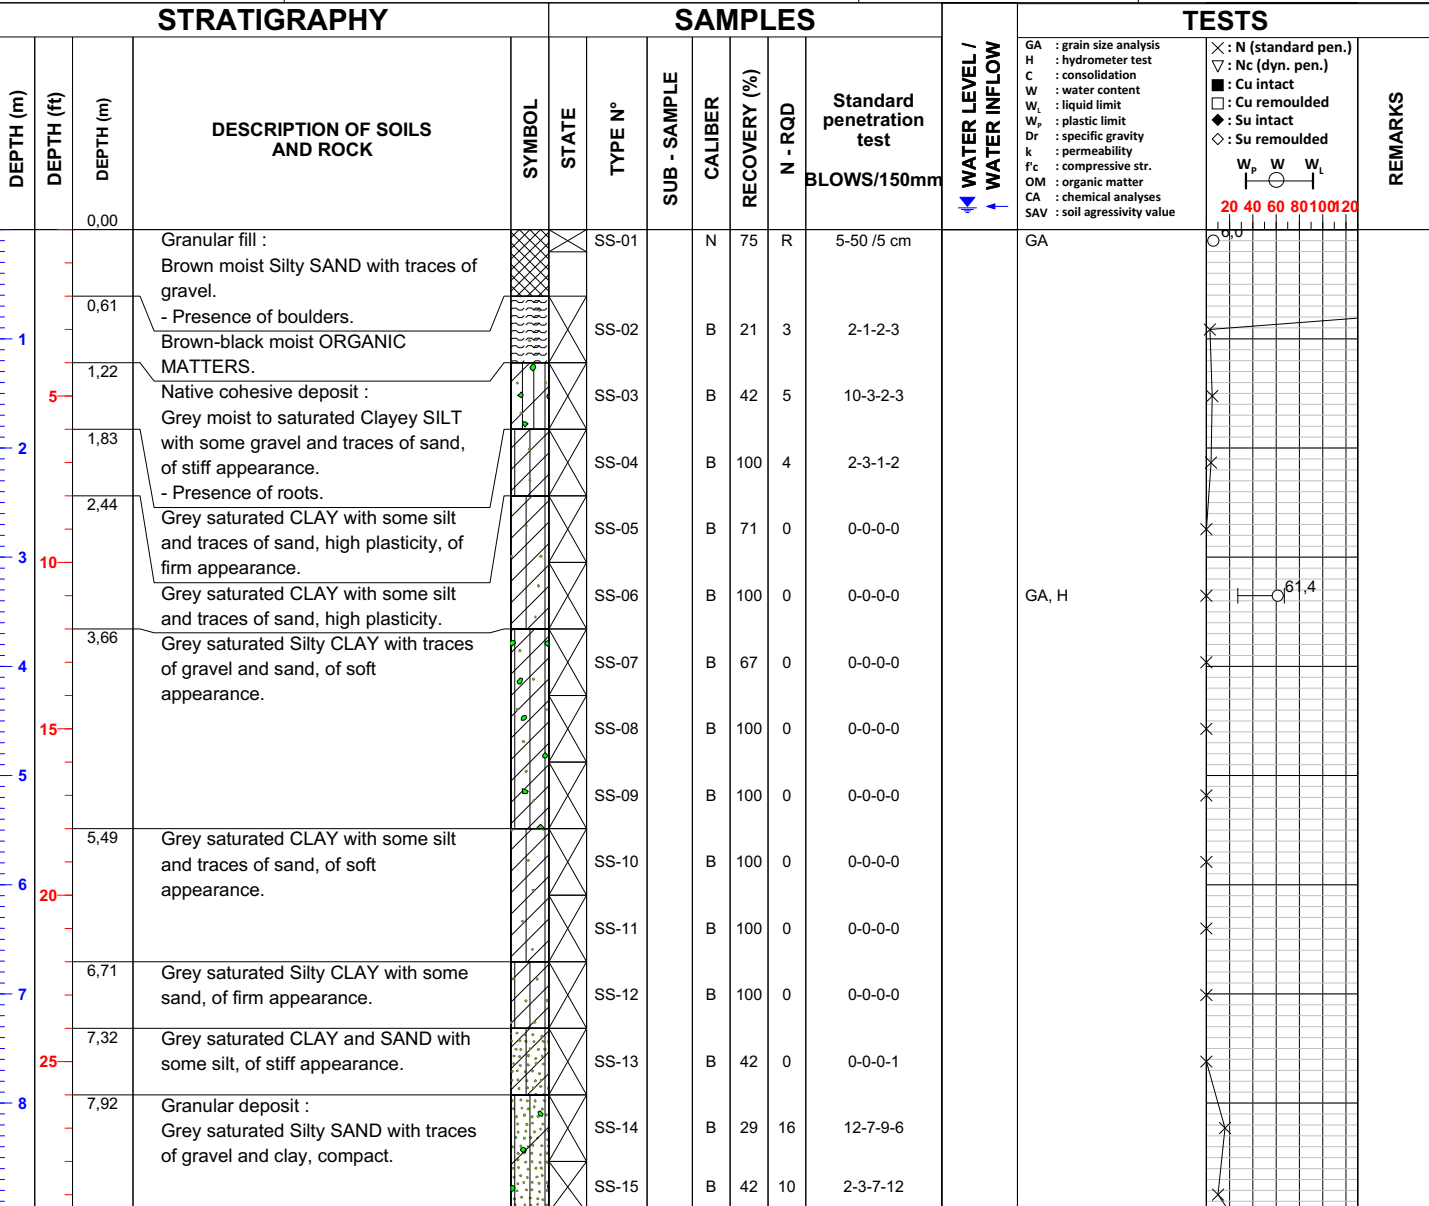 STRATIGRAPHY
SAMPLES
TESTS
DEPTH (m)
DEPTH (ft)
DEPTH (m)
0,00
DESCRIPTION OF SOILS
AND ROCK
SYMBOL
STATE
TYPE N°
SUB - SAMPLE
CALIBER
RECOVERY (%)
N - RQD
Standard
penetration
test
BLOWS/150mm
WATER LEVEL /
WATER INFLOW
GA : grain size analysis
H : hydrometer test
C : consolidation
W : water content
WL : liquid limit
WP : plastic limit
Dr : specific gravity
k : permeability
f'c : compressive str.
OM : organic matter
CA : chemical analyses
SAV : soil agressivity value
: N (standard pen.)
: Nc (dyn. pen.)
: Cu intact
: Cu remoulded
: Su intact
: Su remoulded
WP W WL
20 40 60 80 100 120
REMARKS
Granular fill :
Brown moist Silty SAND with traces of
gravel.
- Presence of boulders.
SS-01 N 75 R 5-50 /5 cm GA 6,0
0,61
Brown-black moist ORGANIC
MATTERS.
SS-02 B 21 3 2-1-2-3
1
1,22
Native cohesive deposit :
Grey moist to saturated Clayey SILT
with some gravel and traces of sand,
of stiff appearance.
- Presence of roots.
5
SS-03 B 42 5 10-3-2-3
1,83
Grey saturated CLAY with some silt
and traces of sand, high plasticity, of
firm appearance.
2
SS-04 B 100 4 2-3-1-2
2,44
Grey saturated CLAY with some silt
and traces of sand, high plasticity.
SS-05 B 71 0 0-0-0-0
3
10
SS-06 B 100 0 0-0-0-0 GA, H 61,4
3,66
Grey saturated Silty CLAY with traces
of gravel and sand, of soft
appearance.
4
SS-07 B 67 0 0-0-0-0
15
SS-08 B 100 0 0-0-0-0
5
SS-09 B 100 0 0-0-0-0
5,49
Grey saturated CLAY with some silt
and traces of sand, of soft
appearance.
SS-10 B 100 0 0-0-0-0
6
20
SS-11 B 100 0 0-0-0-0
6,71
Grey saturated Silty CLAY with some
sand, of firm appearance.
7
SS-12 B 100 0 0-0-0-0
7,32
Grey saturated CLAY and SAND with
some silt, of stiff appearance.
25
SS-13 B 42 0 0-0-0-1
8
7,92
Granular deposit :
Grey saturated Silty SAND with traces
of gravel and clay, compact.
SS-14 B 29 16 12-7-9-6
SS-15 B 42 10 2-3-7-12